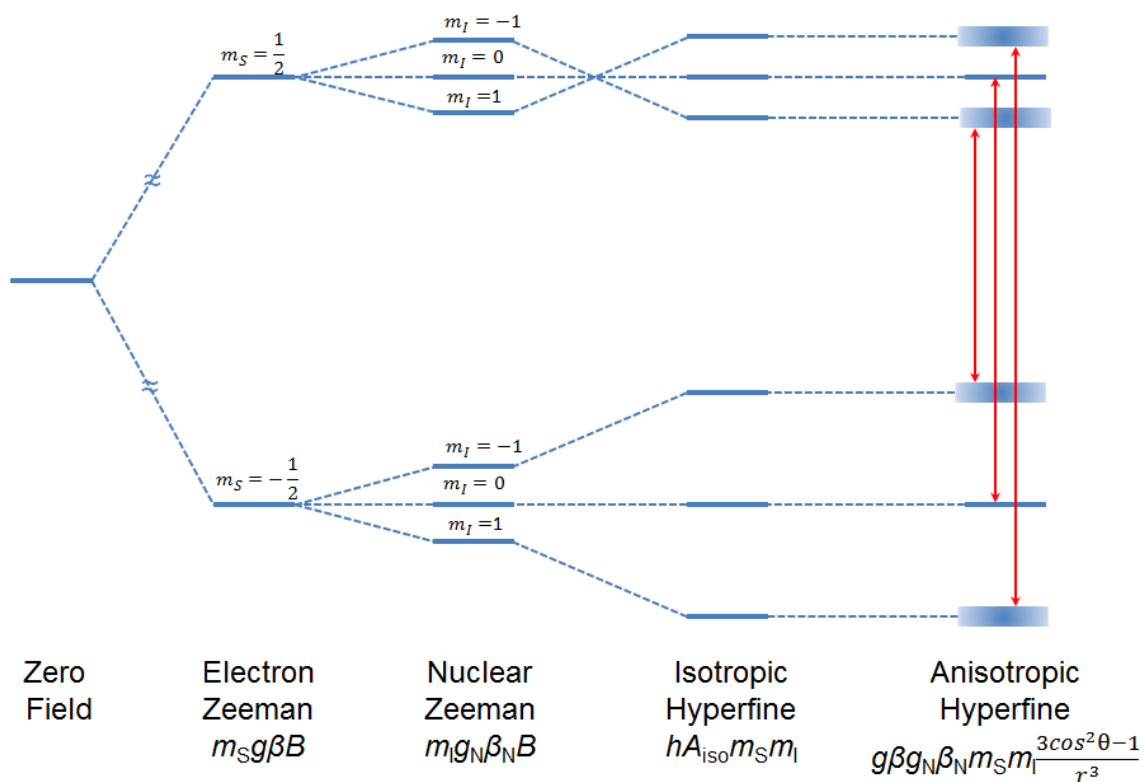 m_I = −1
m_S = 1/2
m_I = 0
m_I = 1
m_I = −1
m_S = −1/2
m_I = 0
m_I = 1
Zero
Field
Electron
Zeeman
m_S gβB
Nuclear
Zeeman
m_I g_N β_N B
Isotropic
Hyperfine
hA_iso m_S m_I
Anisotropic
Hyperfine
gβg_N β_N m_S m_I (3cos²θ−1)/r³